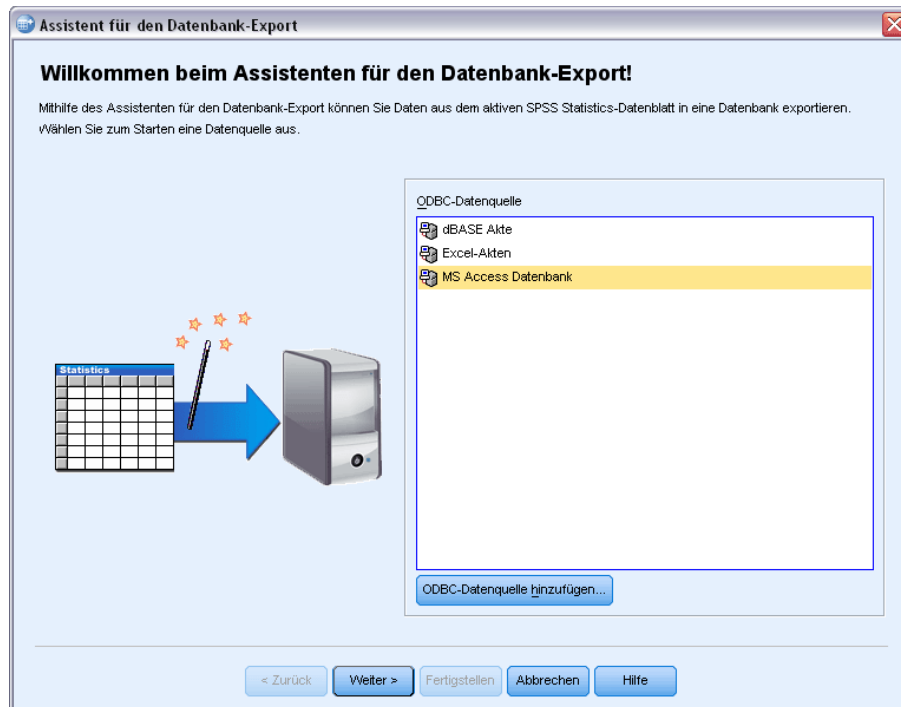 Assistent für den Datenbank-Export
Willkommen beim Assistenten für den Datenbank-Export!
Mithilfe des Assistenten für den Datenbank-Export können Sie Daten aus dem aktiven SPSS Statistics-Datenblatt in eine Datenbank exportieren.
Wählen Sie zum Starten eine Datenquelle aus.
ODBC-Datenquelle
dBASE Akte
Excel-Akten
MS Access Datenbank
Statistics
ODBC-Datenquelle hinzufügen...
< Zurück
Weiter >
Fertigstellen
Abbrechen
Hilfe